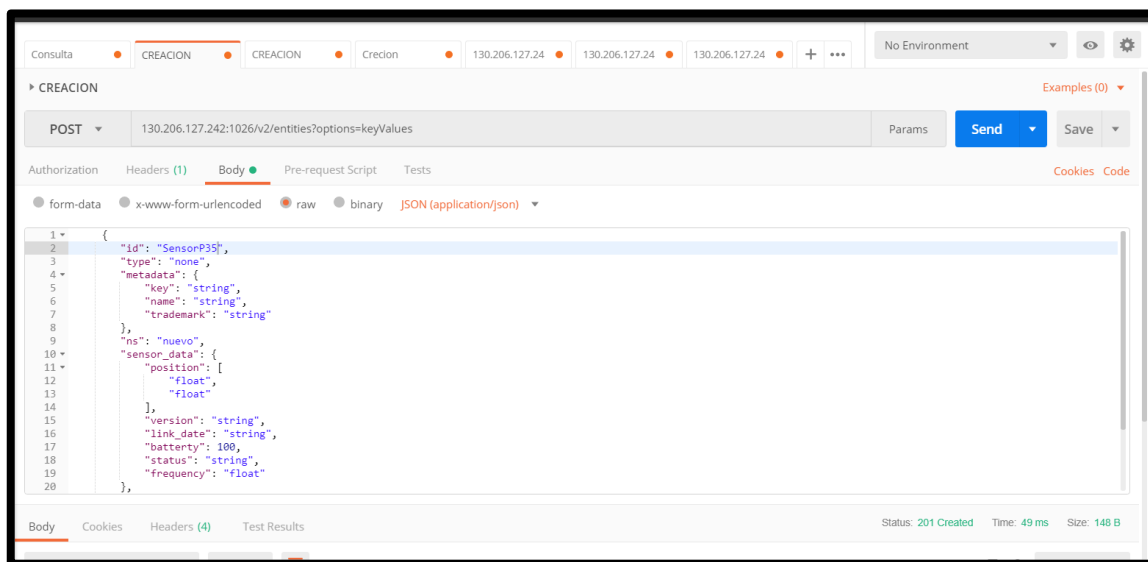 Consulta CREACION CREACION Crecion 130.206.127.24 130.206.127.24 130.206.127.24 + ••• No Environment
CREACION Examples (0)
POST 130.206.127.242:1026/v2/entities?options=keyValues Params Send Save
Authorization Headers (1) Body Pre-request Script Tests Cookies Code
form-data x-www-form-urlencoded raw binary JSON (application/json)
1 {
2 "id": "SensorP35",
3 "type": "none",
4 "metadata": {
5 "key": "string",
6 "name": "string",
7 "trademark": "string"
8 },
9 "ns": "nuevo",
10 "sensor_data": {
11 "position": [
12 "float",
13 "float"
14 ],
15 "version": "string",
16 "link_date": "string",
17 "batterty": 100,
18 "status": "string",
19 "frequency": "float"
20 },
Body Cookies Headers (4) Test Results Status: 201 Created Time: 49 ms Size: 148 B